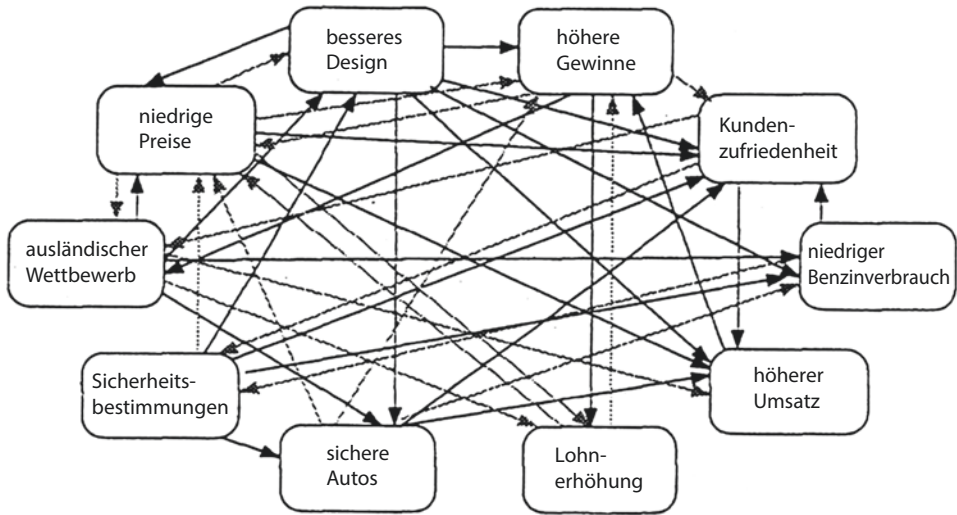 besseres
Design
höhere
Gewinne
niedrige
Preise
Kunden-
zufriedenheit
ausländischer
Wettbewerb
niedriger
Benzinverbrauch
Sicherheits-
bestimmungen
höherer
Umsatz
sichere
Autos
Lohn-
erhöhung